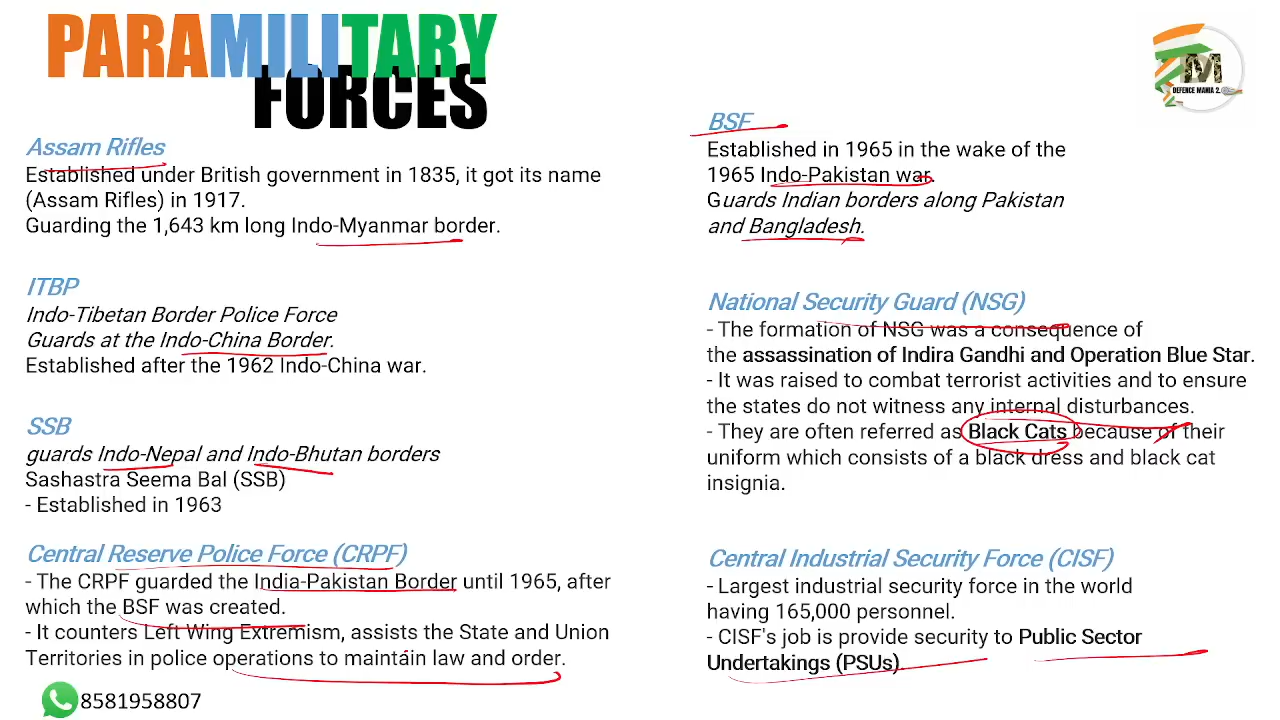 PARAMILITARY
FORCES
Assam Rifles
Established under British government in 1835, it got its name
(Assam Rifles) in 1917.
Guarding the 1,643 km long Indo-Myanmar border.
ITBP
Indo-Tibetan Border Police Force
Guards at the Indo-China Border.
Established after the 1962 Indo-China war.
SSB
guards Indo-Nepal and Indo-Bhutan borders
Sashastra Seema Bal (SSB)
- Established in 1963
Central Reserve Police Force (CRPF)
- The CRPF guarded the India-Pakistan Border until 1965, after
which the BSF was created.
- It counters Left Wing Extremism, assists the State and Union
Territories in police operations to maintain law and order.
8581958807
M
DEFENCE MANIA 2.
BSF
Established in 1965 in the wake of the
1965 Indo-Pakistan war.
Guards Indian borders along Pakistan
and Bangladesh.
National Security Guard (NSG)
- The formation of NSG was a consequence of
the assassination of Indira Gandhi and Operation Blue Star.
- It was raised to combat terrorist activities and to ensure
the states do not witness any internal disturbances.
- They are often referred as Black Cats because of their
uniform which consists of a black dress and black cat
insignia.
Central Industrial Security Force (CISF)
- Largest industrial security force in the world
having 165,000 personnel.
- CISF's job is provide security to Public Sector
Undertakings (PSUs).